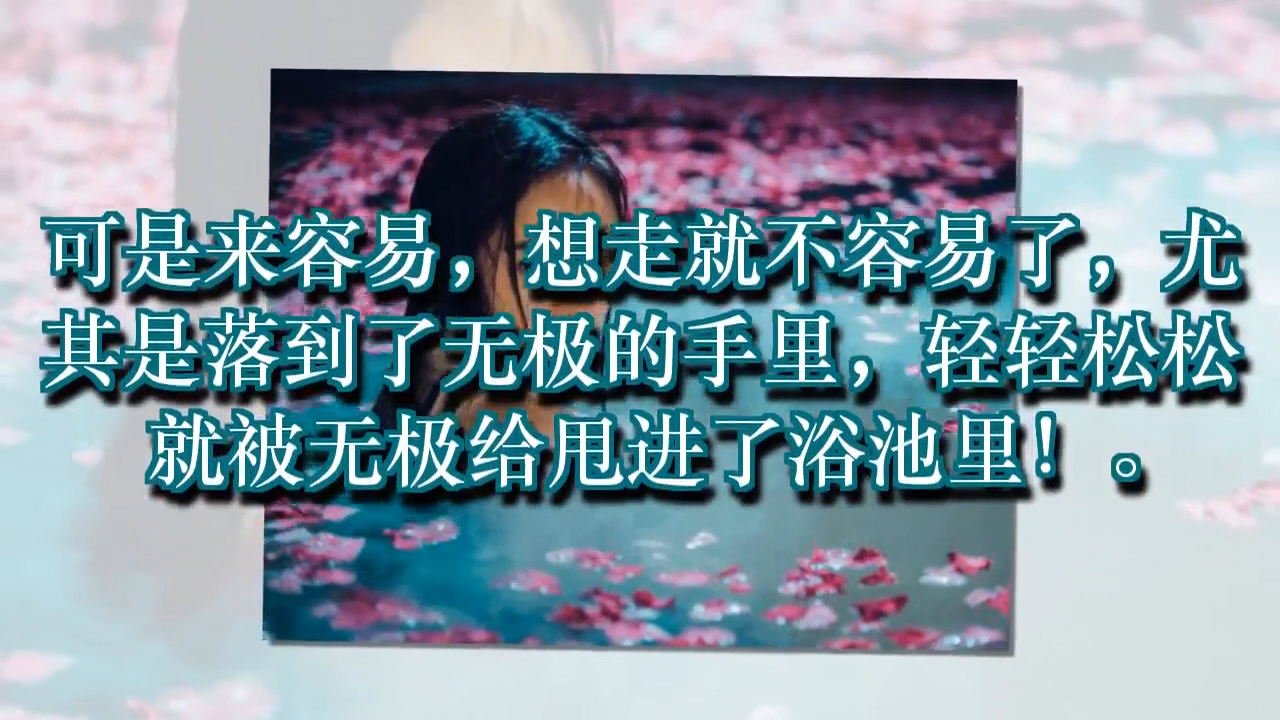 可是来容易，想走就不容易了，尤
其是落到了无极的手里，轻轻松松
就被无极给甩进了浴池里！。